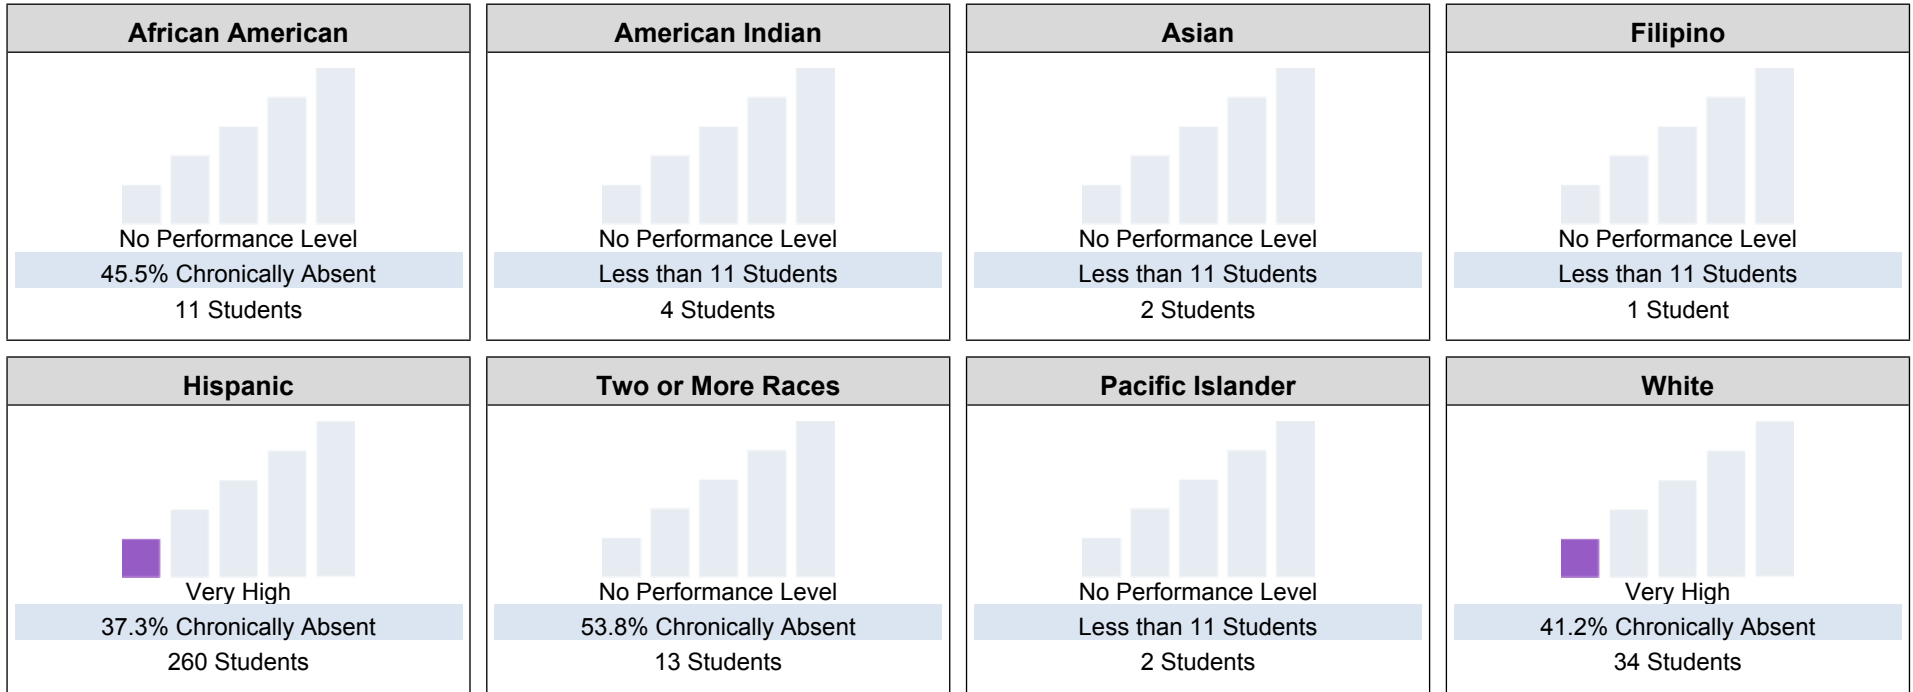 African American
No Performance Level
45.5% Chronically Absent
11 Students
American Indian
No Performance Level
Less than 11 Students
4 Students
Asian
No Performance Level
Less than 11 Students
2 Students
Filipino
No Performance Level
Less than 11 Students
1 Student
Hispanic
Very High
37.3% Chronically Absent
260 Students
Two or More Races
No Performance Level
53.8% Chronically Absent
13 Students
Pacific Islander
No Performance Level
Less than 11 Students
2 Students
White
Very High
41.2% Chronically Absent
34 Students